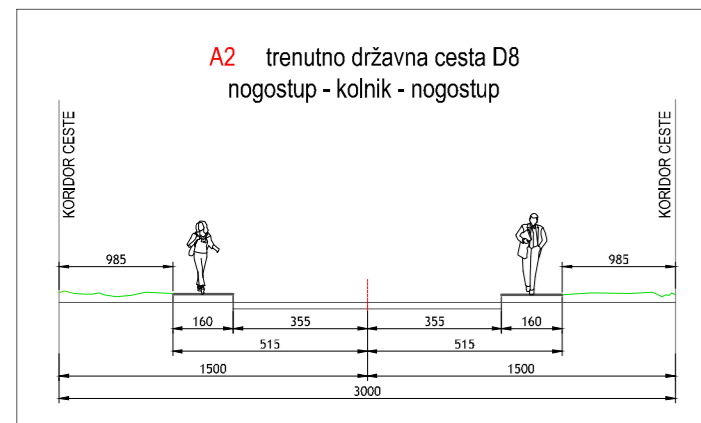 A2 trenutno državna cesta D8
nogostup - kolnik - nogostup
KORIDOR CESTE
KORIDOR CESTE
985
985
160
355
355
160
515
515
1500
1500
3000